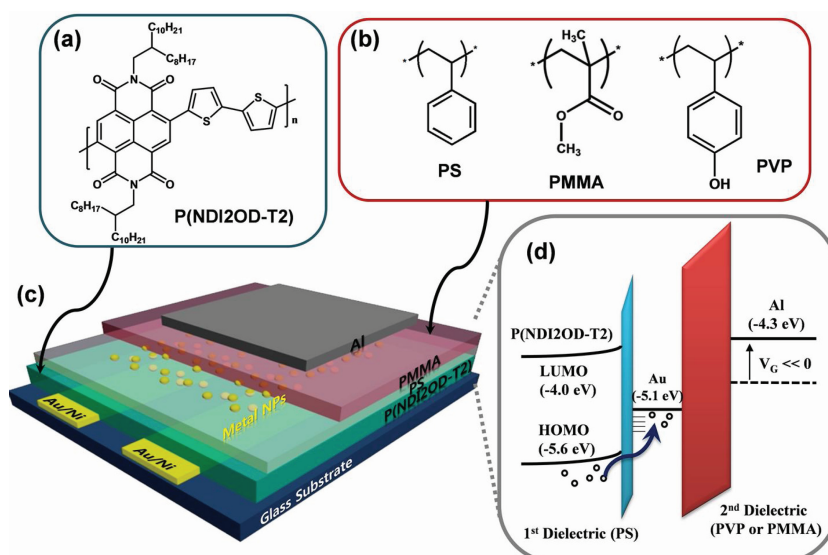 (a)
C₁₀H₂₁
C₈H₁₇
O
N
O
S
S
n
O
N
O
C₈H₁₇
C₁₀H₂₁
P(NDI2OD-T2)
(b)
* *
PS
* H₃C *
O
O
CH₃
PMMA
* *
OH
PVP
(c)
Al
PMMA
PS
P(NDI2OD-T2)
Metal NPs
Au/Ni
Au/Ni
Glass Substrate
(d)
P(NDI2OD-T2)
LUMO
(-4.0 eV)
HOMO
(-5.6 eV)
Au
(-5.1 eV)
Al
(-4.3 eV)
V_G << 0
1st Dielectric (PS)
2nd Dielectric
(PVP or PMMA)